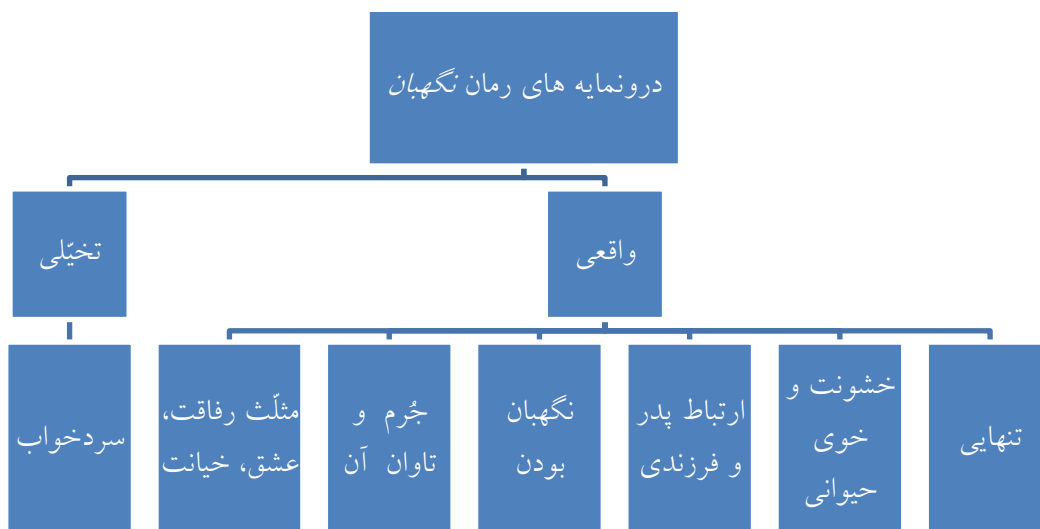 درونمایه های رمان نگهبان
واقعی
تخیّلی
تنهایی
خشونت و
خوی
حیوانی
ارتباط پدر
و فرزندی
نگهبان
بودن
جُرم و
تاوان آن
مثلّث رفاقت،
عشق، خیانت
سردخواب